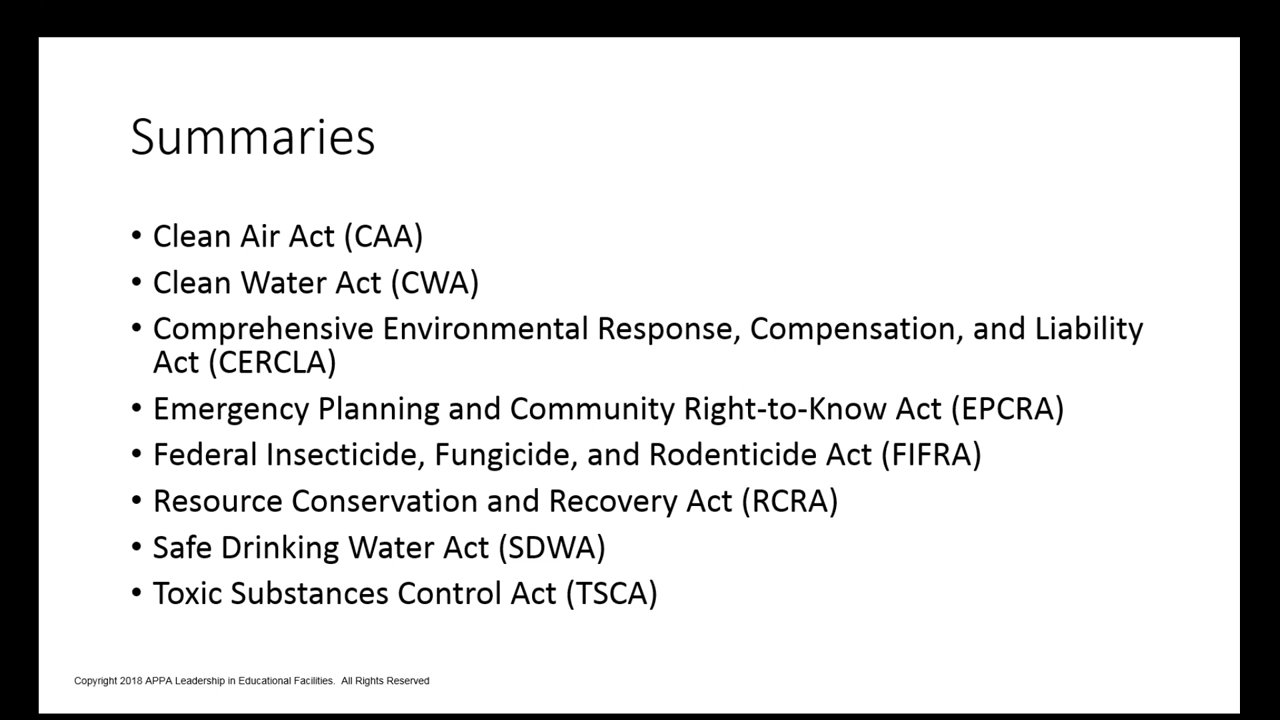 Summaries
• Clean Air Act (CAA)
• Clean Water Act (CWA)
• Comprehensive Environmental Response, Compensation, and Liability
Act (CERCLA)
• Emergency Planning and Community Right-to-Know Act (EPCRA)
• Federal Insecticide, Fungicide, and Rodenticide Act (FIFRA)
• Resource Conservation and Recovery Act (RCRA)
• Safe Drinking Water Act (SDWA)
• Toxic Substances Control Act (TSCA)
Copyright 2018 APPA Leadership in Educational Facilities.  All Rights Reserved